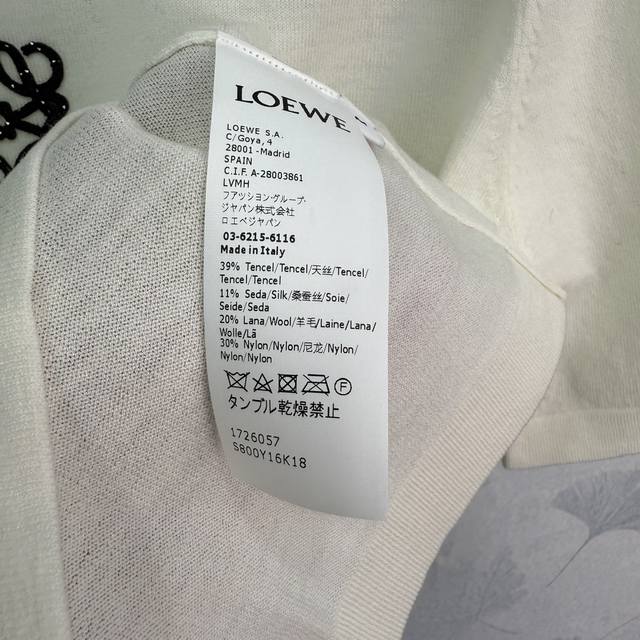 LOEWE
LOEWE S.A.
C/Goya, 4
28001 -Madrid
SPAIN
C.I.F. A-28003861
LVMH
ファッション・グループ・
ジャパン株式会社
ロエベジャパン
03-6215-6116
Made in Italy
39% Tencel/Tencel/天丝/Tencel/
Tencel/Tencel
11% Seda/Silk/桑蚕丝/Soie/
Seide/Seda
20% Lana/Wool/羊毛/Laine/Lana/
Wolle/Lã
30% Nylon/Nylon/尼龙/Nylon/
Nylon/Nylon
タンブル乾燥禁止
1726057
S800Y16K18